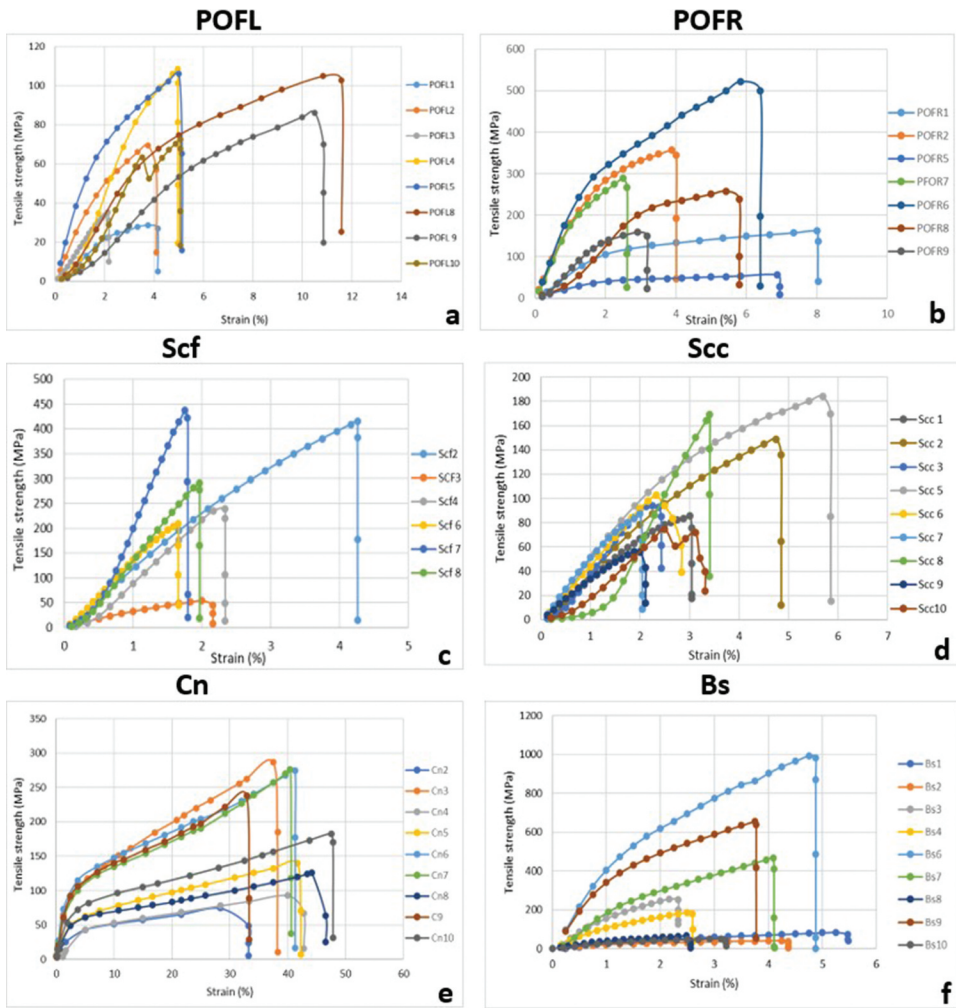 POFL
POFR
120
100
80
60
40
20
0
0 2 4 6 8 10 12 14
Tensile strength (MPa)
Strain (%)
POFL1
POFL2
POFL3
POFL4
POFL5
POFL8
POFL 9
POFL10
a
600
500
400
300
200
100
0
0 2 4 6 8 10
Tensile strength (MPa)
Strain (%)
POFR1
POFR2
POFR5
PFOR7
POFR6
POFR8
POFR9
b
Scf
Scc
500
450
400
350
300
250
200
150
100
50
0
0 1 2 3 4 5
Tensile strength (MPa)
Strain (%)
Scf2
SCF3
Scf4
Scf 6
Scf 7
Scf 8
c
200
180
160
140
120
100
80
60
40
20
0
0 1 2 3 4 5 6 7
Tensile strength (MPa)
Strain (%)
Scc 1
Scc 2
Scc 3
Scc 5
Scc 6
Scc 7
Scc 8
Scc 9
Scc10
d
Cn
Bs
350
300
250
200
150
100
50
0
0 10 20 30 40 50 60
Tensile strength (MPa)
Strain (%)
Cn2
Cn3
Cn4
Cn5
Cn6
Cn7
Cn8
C9
Cn10
e
1200
1000
800
600
400
200
0
0 1 2 3 4 5 6
Tensile strength (MPa)
Strain (%)
Bs1
Bs2
Bs3
Bs4
Bs6
Bs7
Bs8
Bs9
Bs10
f